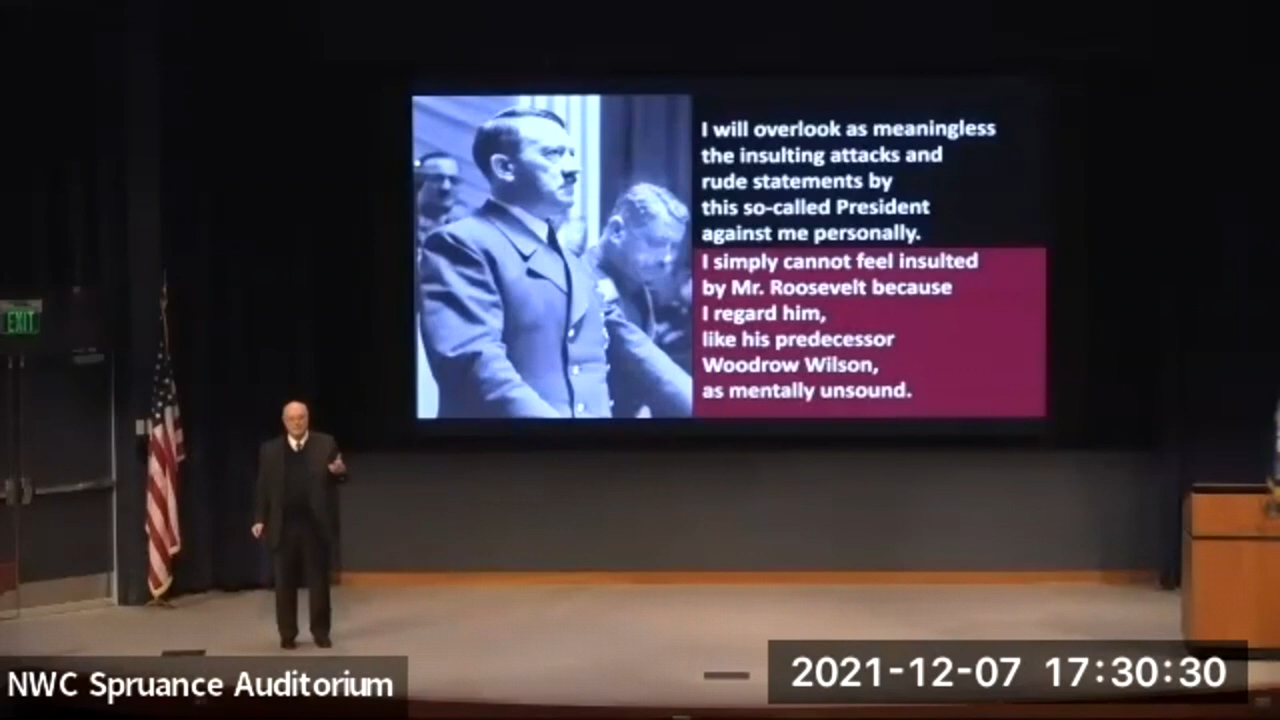 I will overlook as meaningless
the insulting attacks and
rude statements by
this so-called President
against me personally.
I simply cannot feel insulted
by Mr. Roosevelt because
I regard him,
like his predecessor
Woodrow Wilson,
as mentally unsound.
EXIT
NWC Spruance Auditorium
2021-12-07 17:30:30